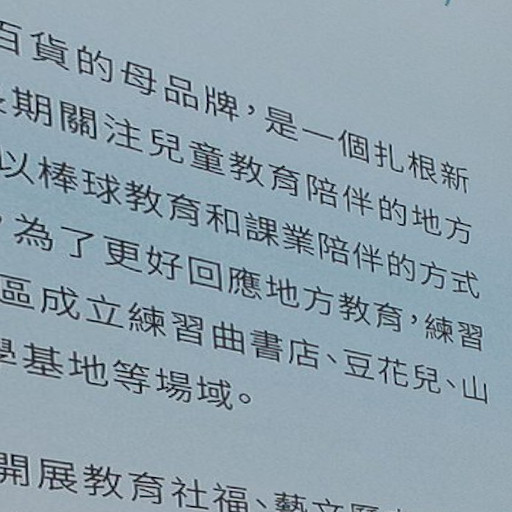 百貨的母品牌，是一個扎根新
長期關注兒童教育陪伴的地方
以棒球教育和課業陪伴的方式
，為了更好回應地方教育，練習
區成立練習曲書店、豆花兒、山
學基地等場域。
開展教育社福、藝文